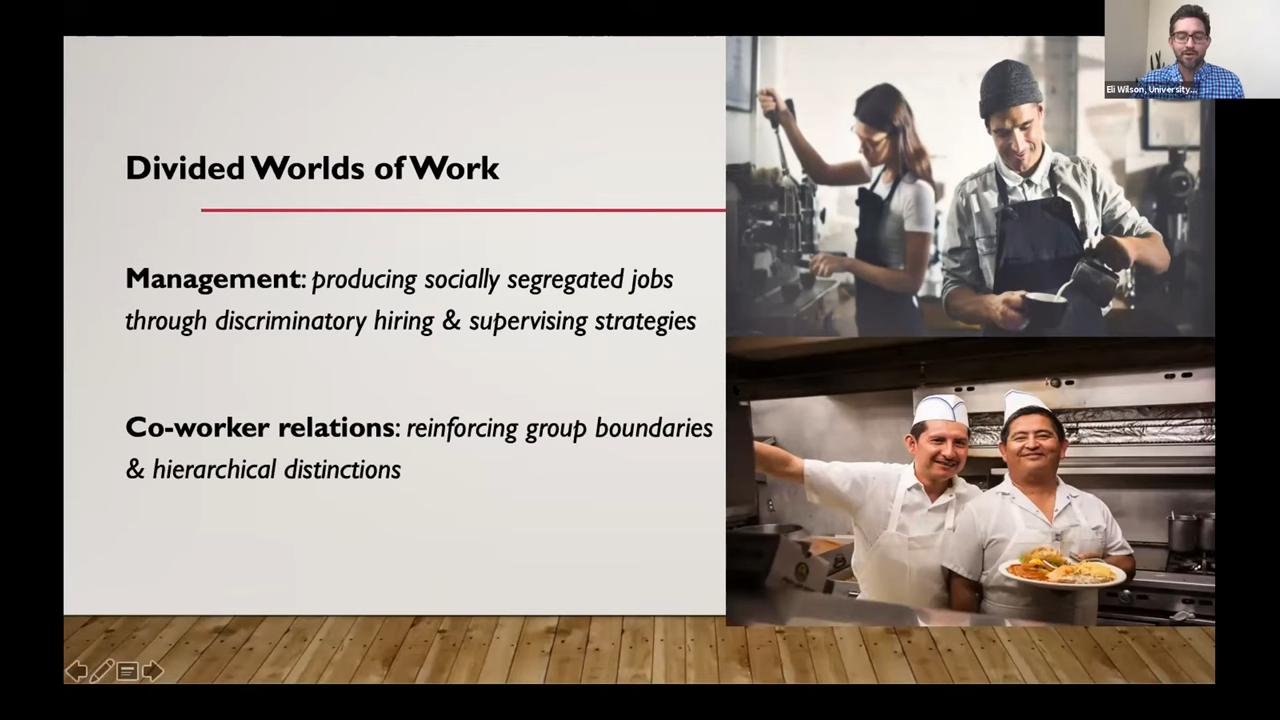 Eli Wilson, University...
Divided Worlds of Work
Management: producing socially segregated jobs
through discriminatory hiring & supervising strategies
Co-worker relations: reinforcing group boundaries
& hierarchical distinctions